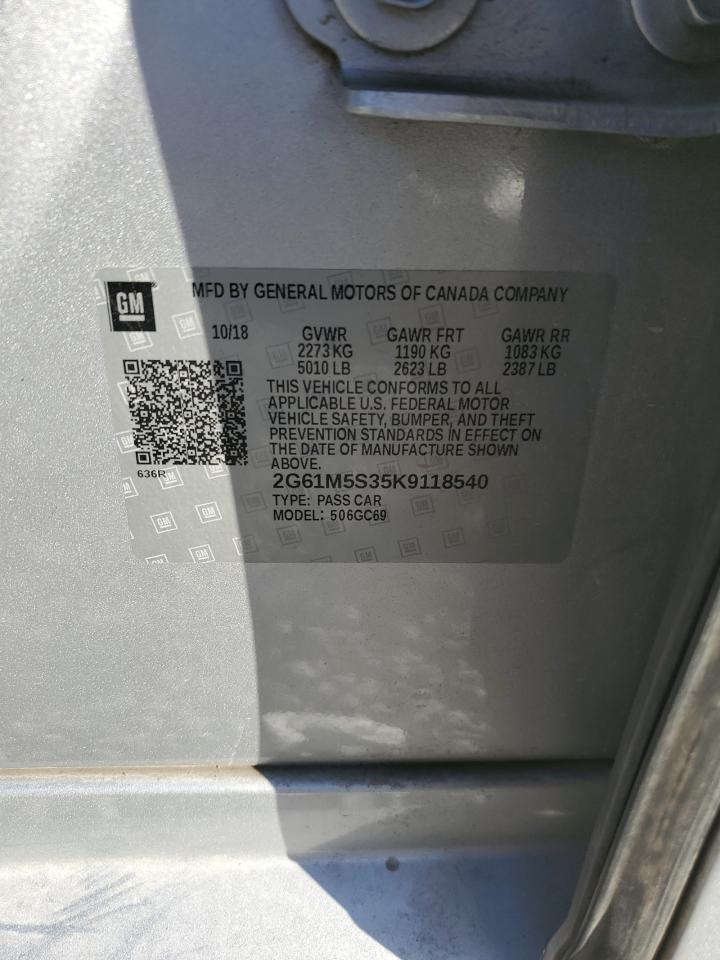 GM
MFD BY GENERAL MOTORS OF CANADA COMPANY
10/18 GVWR GAWR FRT GAWR RR
2273 KG 1190 KG 1083 KG
5010 LB 2623 LB 2387 LB
THIS VEHICLE CONFORMS TO ALL
APPLICABLE U.S. FEDERAL MOTOR
VEHICLE SAFETY, BUMPER, AND THEFT
PREVENTION STANDARDS IN EFFECT ON
THE DATE OF MANUFACTURE SHOWN
ABOVE.
636R
2G61M5S35K9118540
TYPE: PASS CAR
MODEL: 506GC69